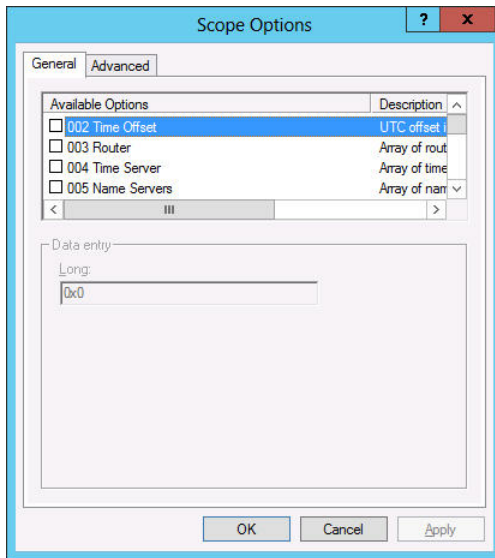 Scope Options
? x
General Advanced
Available Options Description
002 Time Offset UTC offset i
003 Router Array of rout
004 Time Server Array of time
005 Name Servers Array of nam
Data entry
Long:
0x0
OK Cancel Apply